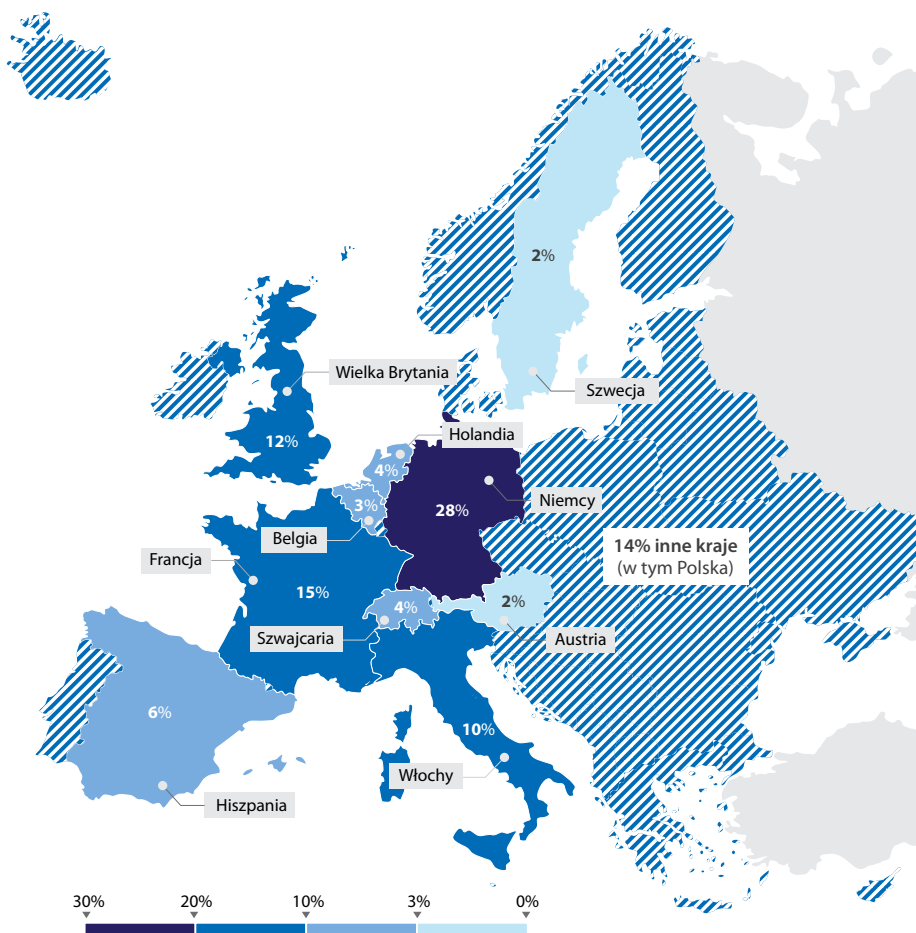 2%
Wielka Brytania
Szwecja
12%
Holandia
4%
3%
28%
Niemcy
Belgia
14% inne kraje
(w tym Polska)
Francja
15%
4%
2%
Szwajcaria
Austria
6%
10%
Włochy
Hiszpania
30% 20% 10% 3% 0%